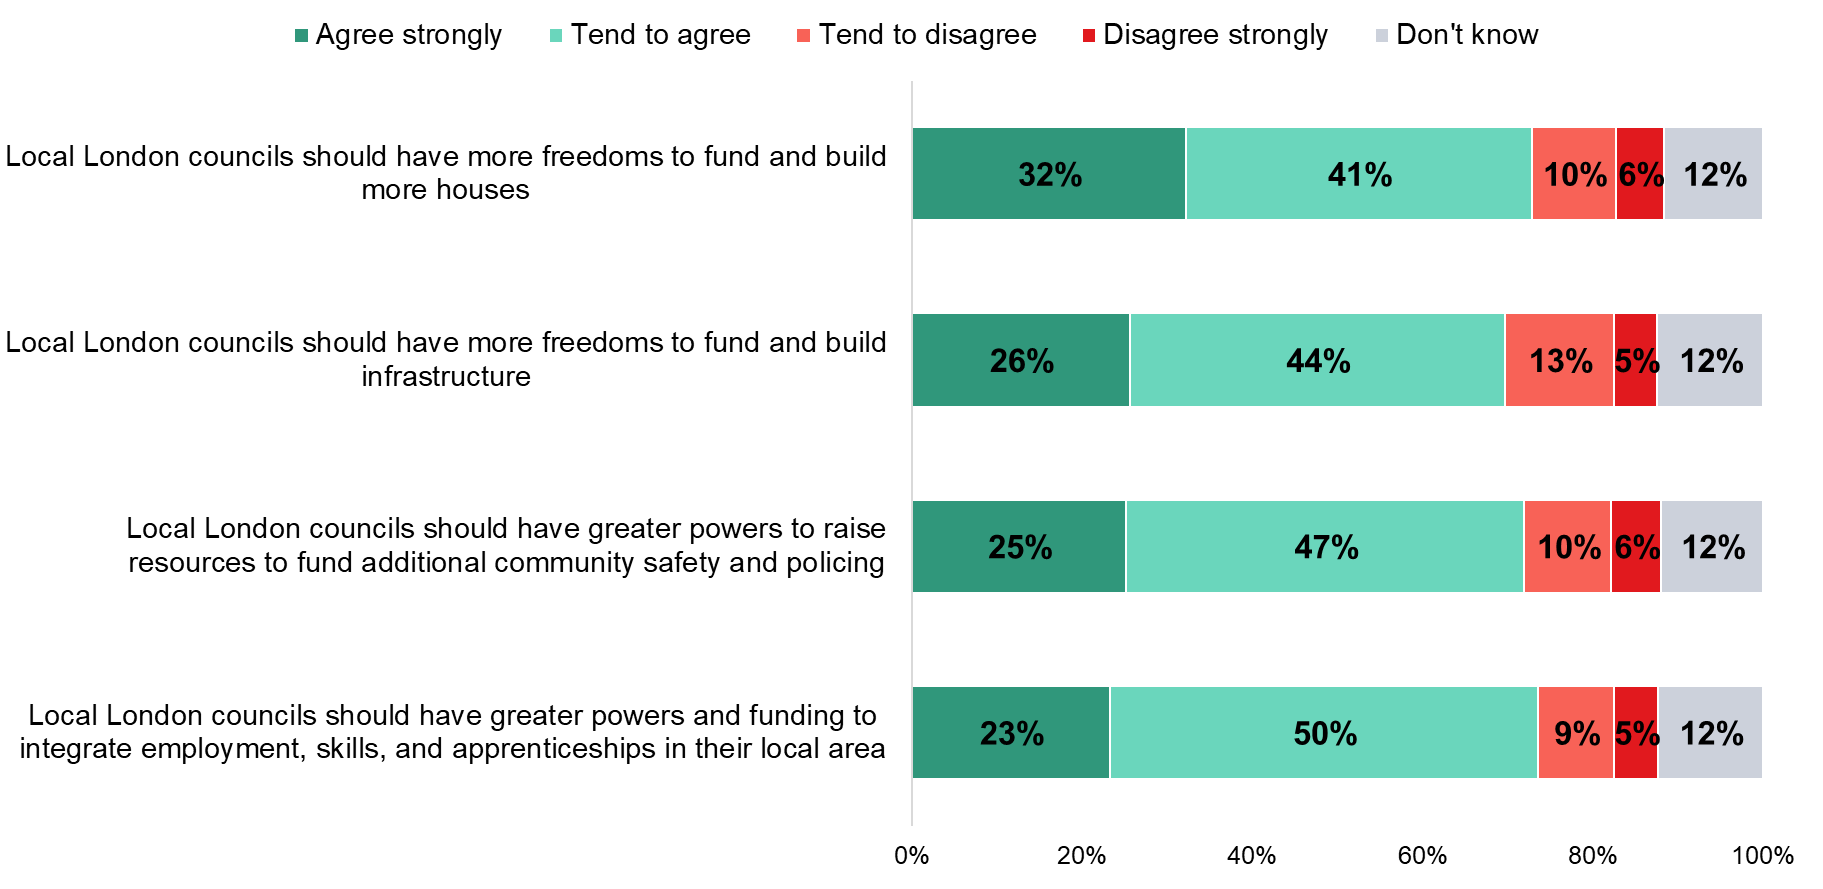 Agree strongly Tend to agree Tend to disagree Disagree strongly Don't know
Local London councils should have more freedoms to fund and build
more houses
32% 41% 10% 6% 12%
Local London councils should have more freedoms to fund and build
infrastructure
26% 44% 13% 5% 12%
Local London councils should have greater powers to raise
resources to fund additional community safety and policing
25% 47% 10% 6% 12%
Local London councils should have greater powers and funding to
integrate employment, skills, and apprenticeships in their local area
23% 50% 9% 5% 12%
0% 20% 40% 60% 80% 100%